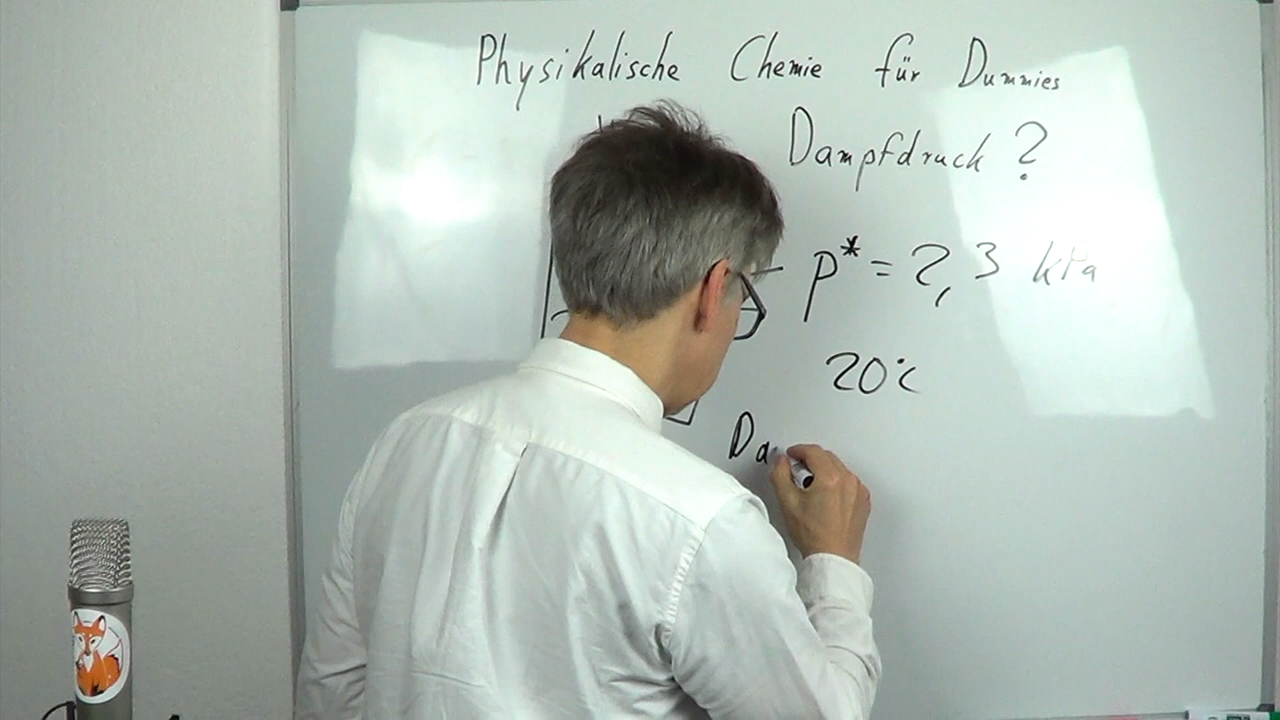 Physikalische Chemie für Dummies
Dampfdruck ?
p* = 2,3 kPa
20°C
Da